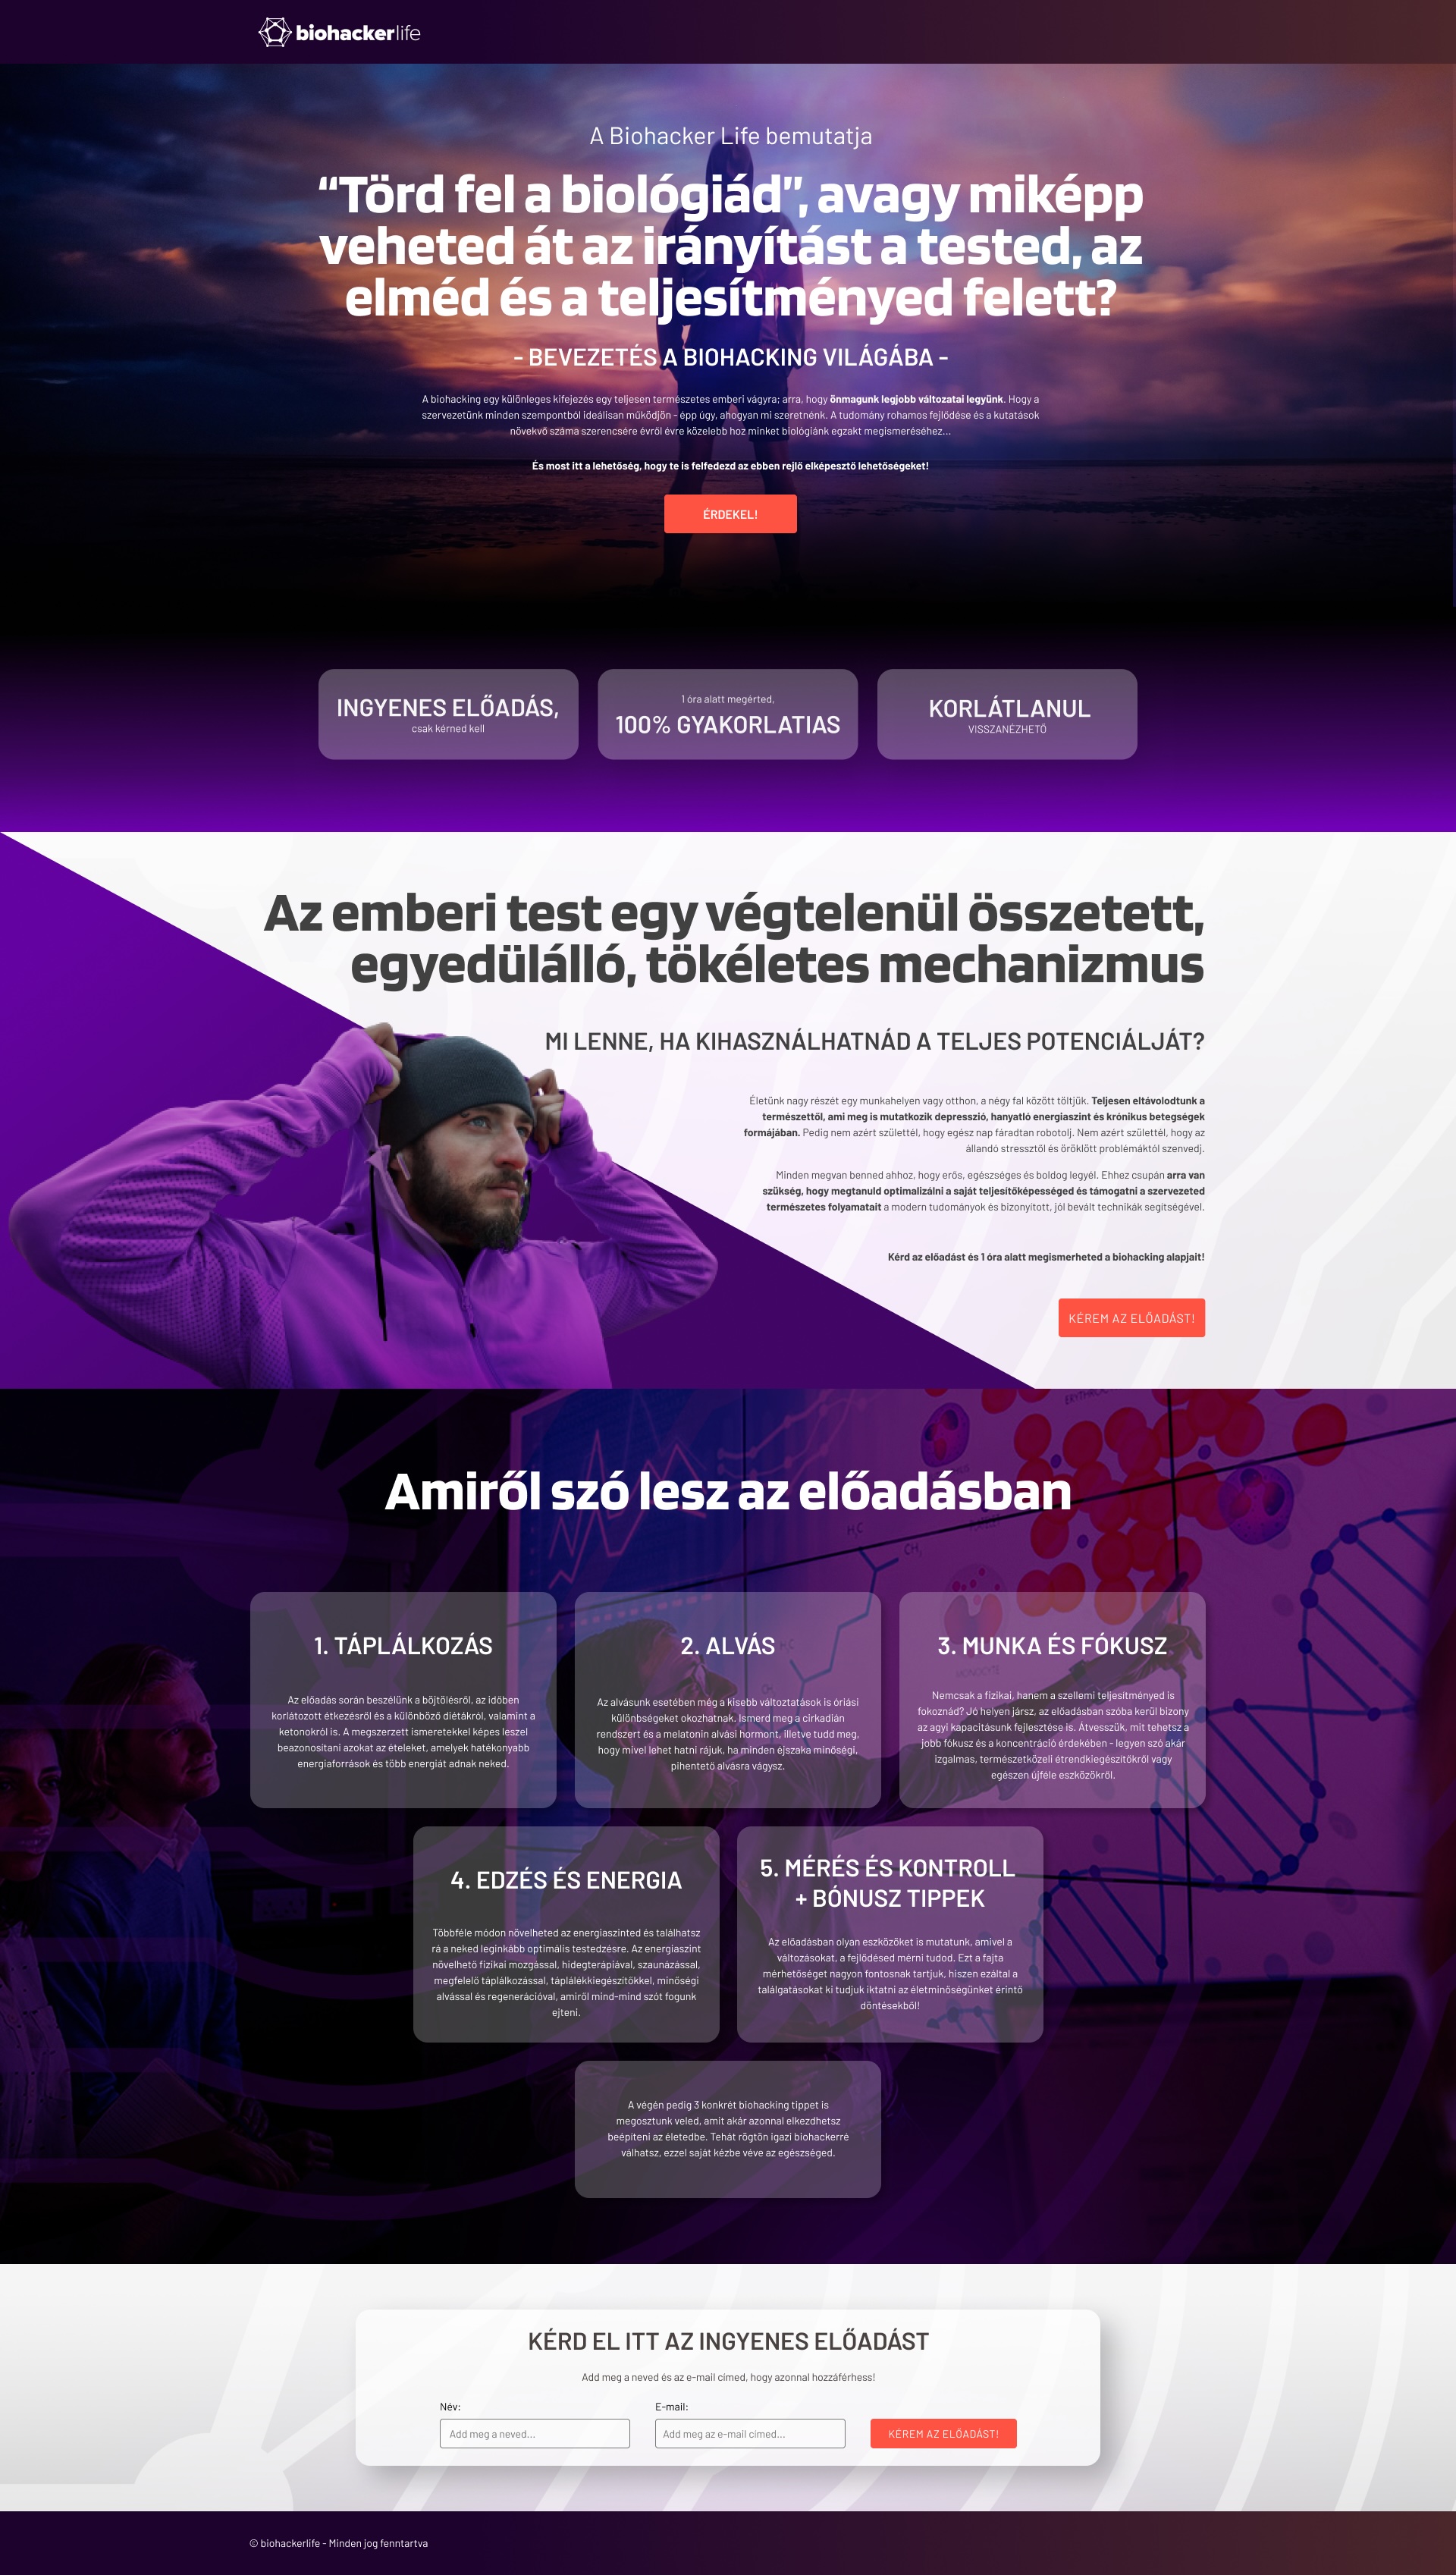 biohackerlife
A Biohacker Life bemutatja
“Törd fel a biológiád”, avagy miképp
veheted át az irányítást a tested, az
elméd és a teljesítményed felett?
- BEVEZETÉS A BIOHACKING VILÁGÁBA -
A biohacking egy különleges kifejezés egy teljesen természetes emberi vágyra; arra, hogy önmagunk legjobb változatai legyünk. Hogy a
szervezetünk minden szempontból ideálisan működjön - épp úgy, ahogyan mi szeretnénk. A tudomány rohamos fejlődése és a kutatások
növekvő száma szerencsére évről évre közelebb hoz minket biológiánk egzakt megismeréséhez...
És most itt a lehetőség, hogy te is felfedezd az ebben rejlő elképesztő lehetőségeket!
ÉRDEKEL!
INGYENES ELŐADÁS,
csak kérned kell
1 óra alatt megérted,
100% GYAKORLATIAS
KORLÁTLANUL
VISSZANÉZHETŐ
Az emberi test egy végtelenül összetett,
egyedülálló, tökéletes mechanizmus
MI LENNE, HA KIHASZNÁLHATNÁD A TELJES POTENCIÁLJÁT?
Életünk nagy részét egy munkahelyen vagy otthon, a négy fal között töltjük. Teljesen eltávolodtunk a
természettől, ami meg is mutatkozik depresszió, hanyatló energiaszint és krónikus betegségek
formájában. Pedig nem azért születtél, hogy egész nap fáradtan robotolj. Nem azért születtél, hogy az
állandó stressztől és öröklött problémáktól szenvedj.
Minden megvan benned ahhoz, hogy erős, egészséges és boldog legyél. Ehhez csupán arra van
szükség, hogy megtanuld optimalizálni a saját teljesítőképességed és támogatni a szervezeted
természetes folyamatait a modern tudományok és bizonyított, jól bevált technikák segítségével.
Kérd az előadást és 1 óra alatt megismerheted a biohacking alapjait!
KÉREM AZ ELŐADÁST!
Amiről szó lesz az előadásban
H₃C
CH₃
1. TÁPLÁLKOZÁS
Az előadás során beszélünk a böjtölésről, az időben
korlátozott étkezésről és a különböző diétákról, valamint a
ketonokról is. A megszerzett ismeretekkel képes leszel
beazonosítani azokat az ételeket, amelyek hatékonyabb
energiaforrások és több energiát adnak neked.
2. ALVÁS
Az alvásunk esetében még a kisebb változtatások is óriási
különbségeket okozhatnak. Ismerd meg a cirkadián
rendszert és a melatonin alvási hormont, illetve tudd meg,
hogy mivel lehet hatni rájuk, ha minden éjszaka minőségi,
pihentető alvásra vágysz.
3. MUNKA ÉS FÓKUSZ
Nemcsak a fizikai, hanem a szellemi teljesítményed is
fokoznád? Jó helyen jársz, az előadásban szóba kerül bizony
az agyi kapacitásunk fejlesztése is. Átvesszük, mit tehetsz a
jobb fókusz és a koncentráció érdekében - legyen szó akár
izgalmas, természetközeli étrendkiegészítőkről vagy
egészen újféle eszközökről.
4. EDZÉS ÉS ENERGIA
Többféle módon növelheted az energiaszinted és találhatsz
rá a neked leginkább optimális testedzésre. Az energiaszint
növelhető fizikai mozgással, hidegterápiával, szaunázással,
megfelelő táplálkozással, táplálékkiegészítőkkel, minőségi
alvással és regenerációval, amiről mind-mind szót fogunk
ejteni.
5. MÉRÉS ÉS KONTROLL
+ BÓNUSZ TIPPEK
Az előadásban olyan eszközöket is mutatunk, amivel a
változásokat, a fejlődésed mérni tudod. Ezt a fajta
mérhetőséget nagyon fontosnak tartjuk, hiszen ezáltal a
találgatásokat ki tudjuk iktatni az életminőségünket érintő
döntésekből!
A végén pedig 3 konkrét biohacking tippet is
megosztunk veled, amit akár azonnal elkezdhetsz
beépíteni az életedbe. Tehát rögtön igazi biohackerré
válhatsz, ezzel saját kézbe véve az egészséged.
KÉRD EL ITT AZ INGYENES ELŐADÁST
Add meg a neved és az e-mail címed, hogy azonnal hozzáférhess!
Név:
E-mail:
Add meg a neved...
Add meg az e-mail címed...
KÉREM AZ ELŐADÁST!
© biohackerlife - Minden jog fenntartva